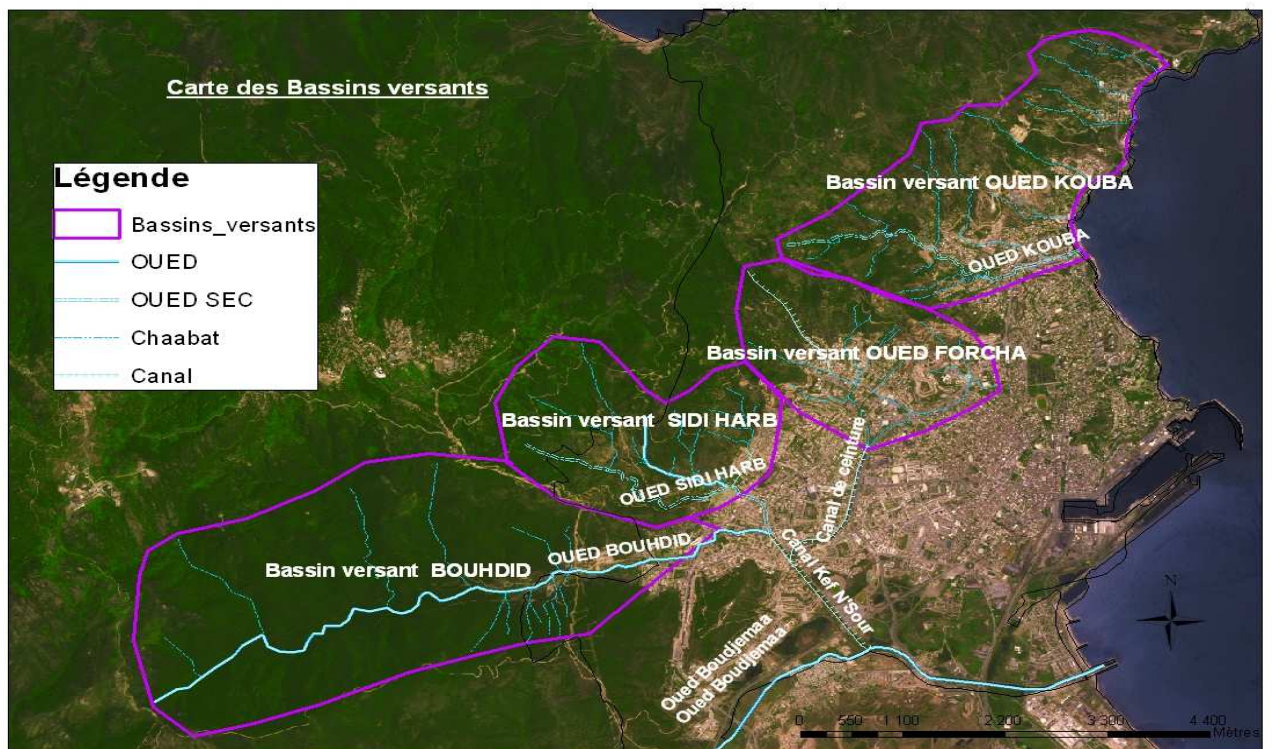 Carte des Bassins versants
Légende
Bassins_versants
OUED
OUED SEC
Chaabat
Canal
Bassin versant OUED KOUBA
OUED KOUBA
Bassin versant OUED FORCHA
Bassin versant SIDI HARB
OUED SIDI HARB
Canal de ceinture
OUED BOUHDID
Bassin versant BOUHDID
Canal Kef N'Sour
Oued Boudjemaa
Oued Boudjemaa
N
0 550 1 100 2 200 3 300 4 400
Mètres